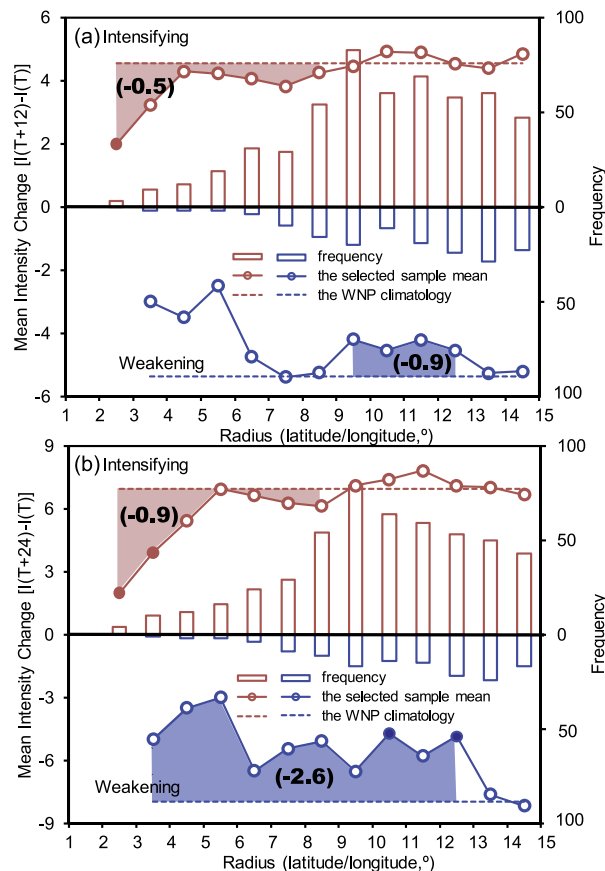 (a) Intensifying
(-0.5)
Mean Intensity Change [I(T+12)-I(T)]
6
4
2
0
-2
-4
-6
100
50
0
50
100
Frequency
frequency
the selected sample mean
the WNP climatology
Weakening
(-0.9)
1 2 3 4 5 6 7 8 9 10 11 12 13 14 15
Radius (latitude/longitude,º)
(b) Intensifying
(-0.9)
Mean Intensity Change [I(T+24)-I(T)]
9
6
3
0
-3
-6
-9
100
50
0
50
100
Frequency
frequency
the selected sample mean
the WNP climatology
Weakening
(-2.6)
1 2 3 4 5 6 7 8 9 10 11 12 13 14 15
Radius (latitude/longitude,º)